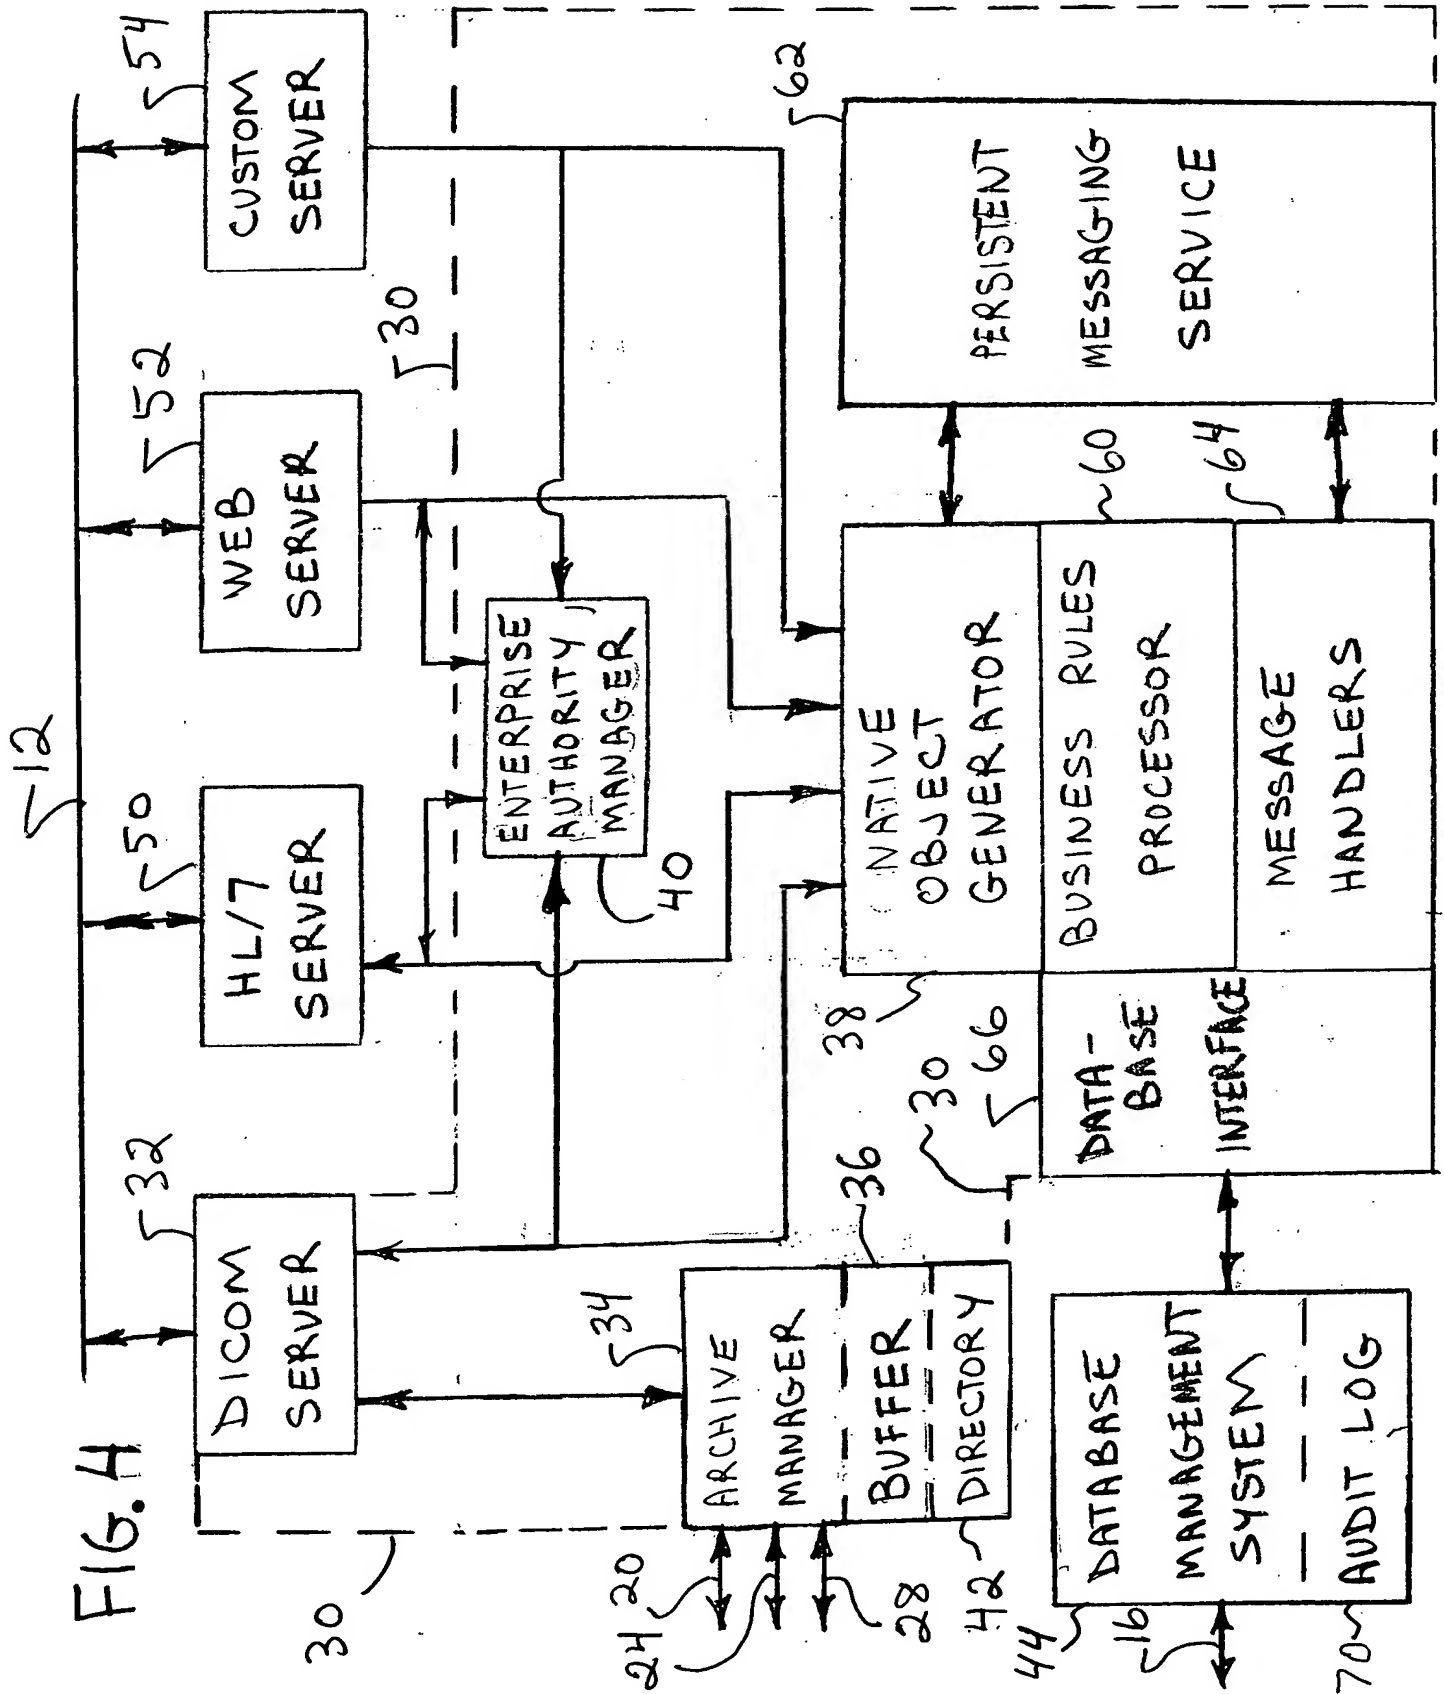 FIG. 4
12
32
50
52
54
DICOM
SERVER
HL/7
SERVER
WEB
SERVER
CUSTOM
SERVER
30
30
ENTERPRISE
AUTHORITY
MANAGER
40
34
ARCHIVE
MANAGER
BUFFER
DIRECTORY
36
20
24
28
42
30
38
NATIVE
OBJECT
GENERATOR
BUSINESS RULES
PROCESSOR
60
MESSAGE
HANDLERS
64
62
PERSISTENT
MESSAGING
SERVICE
66
DATA-
BASE
INTERFACE
44
16
DATABASE
MANAGEMENT
SYSTEM
AUDIT LOG
70